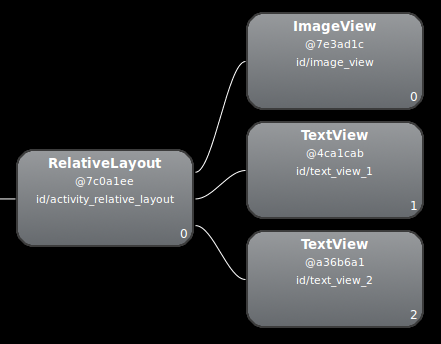 ImageView
@7e3ad1c
id/image_view
0
TextView
@4ca1cab
id/text_view_1
1
RelativeLayout
@7c0a1ee
id/activity_relative_layout
0
TextView
@a36b6a1
id/text_view_2
2